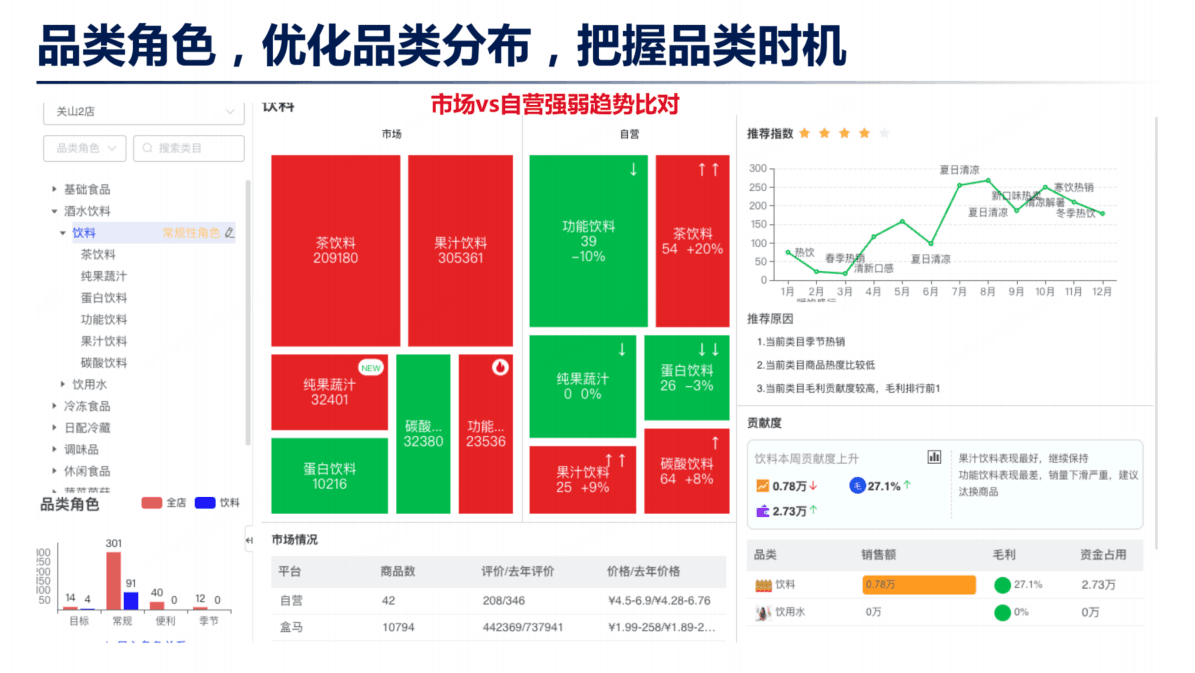 品类角色，优化品类分布，把握品类时机
关山2店
品类角色
搜索类目
基础食品
酒水饮料
饮料 常规性角色
茶饮料
纯果蔬汁
蛋白饮料
功能饮料
果汁饮料
碳酸饮料
饮用水
冷冻食品
日配冷藏
调味品
休闲食品
品类角色
全店 饮料
301
91
14 4
40 0
12 0
目标 常规 便利 季节
饮料
市场vs自营强弱趋势比对
市场
自营
茶饮料
209180
果汁饮料
305361
纯果蔬汁
32401
NEW
蛋白饮料
10216
碳酸...
32380
功能...
23536
↓
功能饮料
39
-10%
↑↑
茶饮料
54 +20%
↓
纯果蔬汁
0 0%
↓↓
蛋白饮料
26 -3%
↑↑
果汁饮料
25 +9%
↑
碳酸饮料
64 +8%
市场情况
平台 商品数 评价/去年评价 价格/去年价格
自营 42 208/346 ¥4.5-6.9/¥4.28-6.76
盒马 10794 442369/737941 ¥1.99-258/¥1.89-2...
推荐指数
300
250
200
150
100
50
0
热饮
春季热销
清新口感
夏日清凉
夏日清凉
夏日清凉
新口味热卖
清凉解暑
寒饮热销
冬季热饮
1月 2月 3月 4月 5月 6月 7月 8月 9月 10月 11月 12月
推荐原因
1.当前类目季节热销
2.当前类目商品热度比较低
3.当前类目毛利贡献度较高，毛利排行前1
贡献度
饮料本周贡献度上升
0.78万↓ 毛 27.1%↑
2.73万↑
果汁饮料表现最好，继续保持
功能饮料表现最差，销量下滑严重，建议
汰换商品
品类 销售额 毛利 资金占用
饮料 0.78万 27.1% 2.73万
饮用水 0万 0% 0万